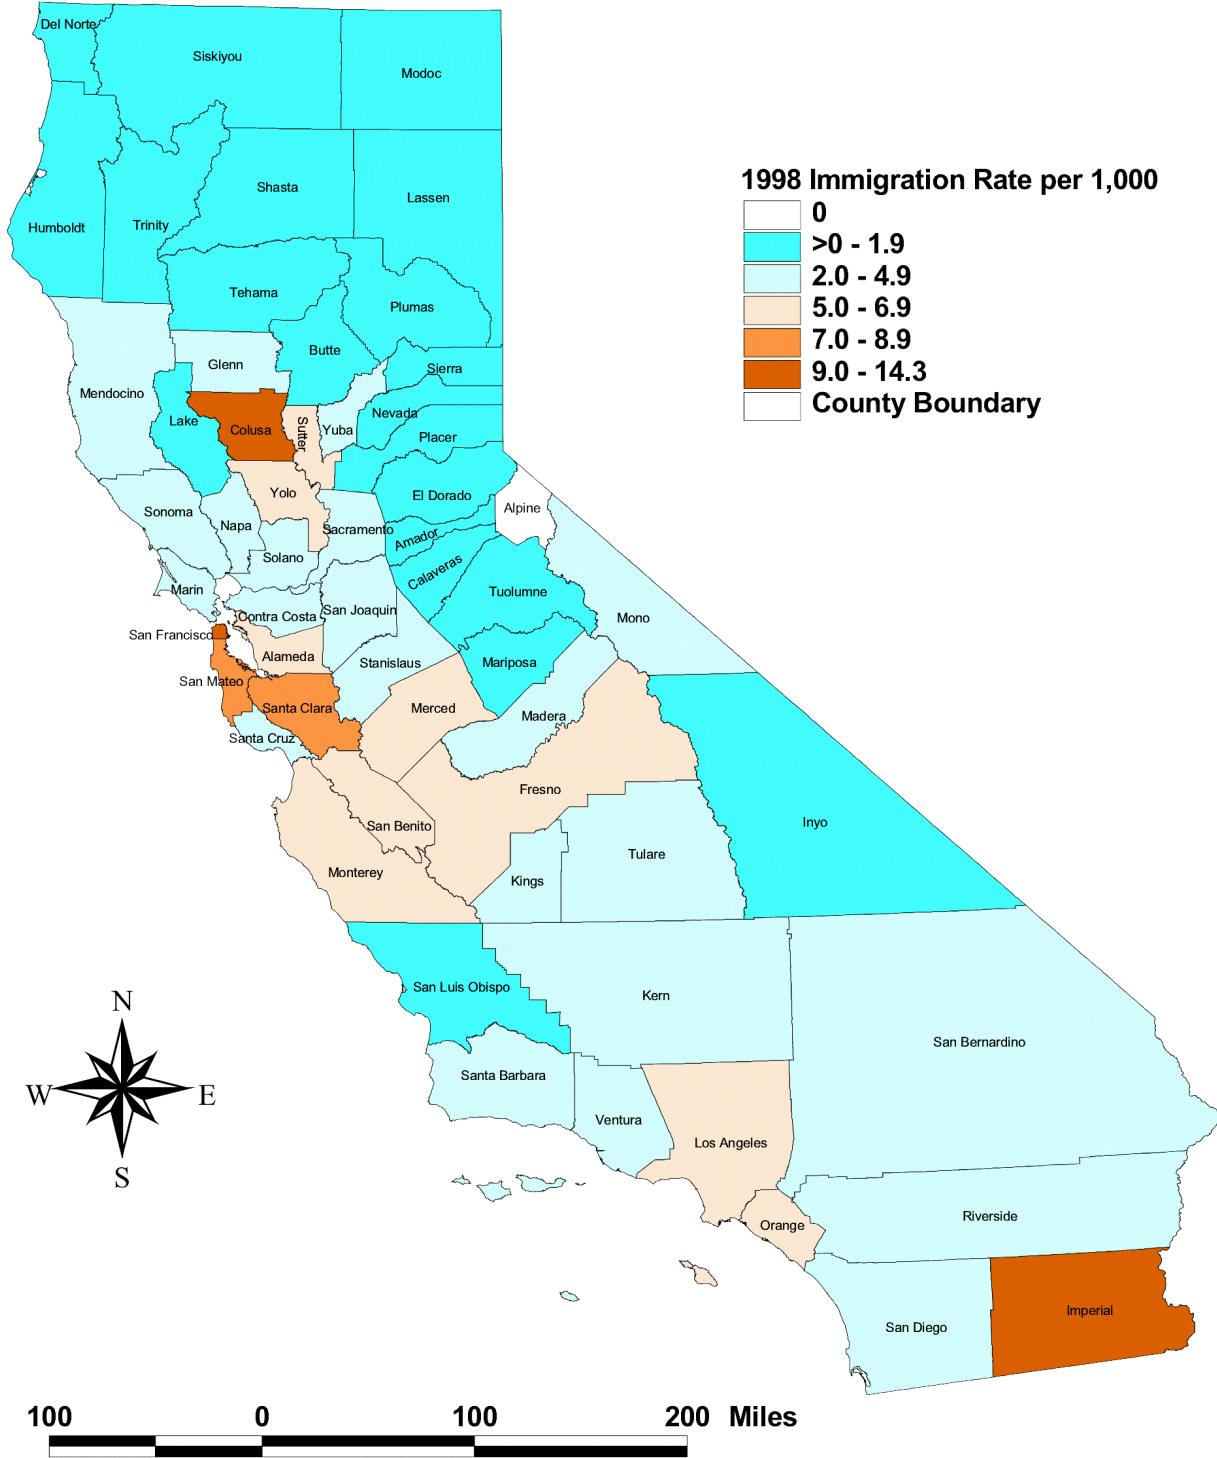 Del Norte
Siskiyou
Modoc
Shasta
Lassen
Humboldt
Trinity
1998 Immigration Rate per 1,000
0
>0 - 1.9
2.0 - 4.9
5.0 - 6.9
7.0 - 8.9
9.0 - 14.3
County Boundary
Tehama
Plumas
Butte
Glenn
Sierra
Mendocino
Lake
Colusa
Sutter
Yuba
Nevada
Placer
Yolo
El Dorado
Alpine
Sonoma
Napa
Sacramento
Amador
Solano
Calaveras
Marin
Tuolumne
Contra Costa
San Joaquin
Mono
San Francisco
Alameda
Stanislaus
Mariposa
San Mateo
Santa Clara
Merced
Madera
Santa Cruz
Fresno
San Benito
Inyo
Tulare
Monterey
Kings
San Luis Obispo
Kern
San Bernardino
N
W
E
S
Santa Barbara
Ventura
Los Angeles
Orange
Riverside
Imperial
San Diego
100 0 100 200 Miles